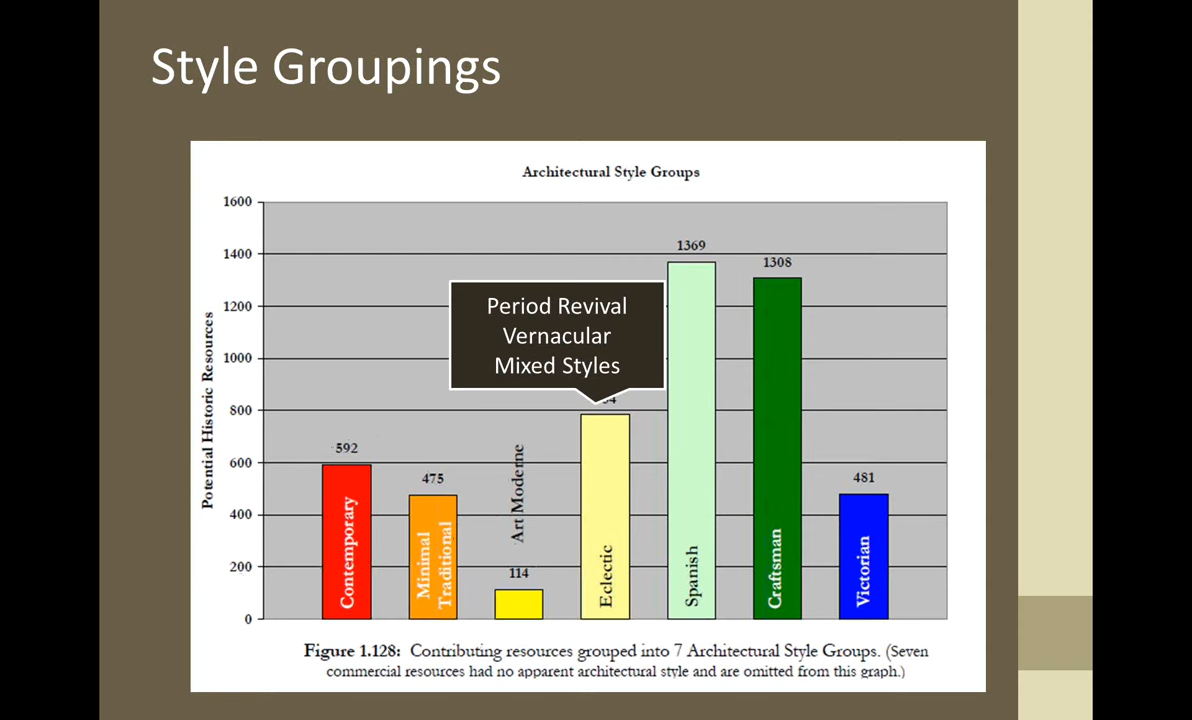 Style Groupings
Architectural Style Groups
Potential Historic Resources
1600
1400
1200
1000
800
600
400
200
0
Period Revival
Vernacular
Mixed Styles
592
475
114
1369
1308
481
Contemporary
Minimal
Traditional
Art Moderne
Eclectic
Spanish
Craftsman
Victorian
Figure 1.128: Contributing resources grouped into 7 Architectural Style Groups. (Seven
commercial resources had no apparent architectural style and are omitted from this graph.)